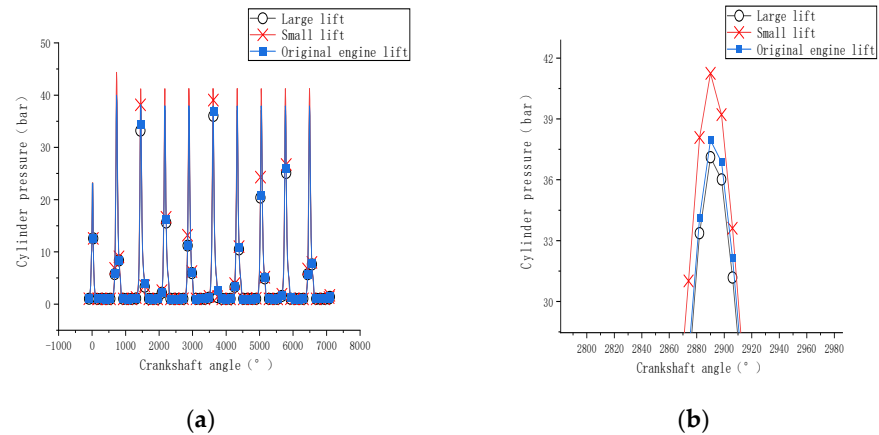 Large lift
Small lift
Original engine lift
Cylinder pressure (bar)
50
40
30
20
10
0
-1000 0 1000 2000 3000 4000 5000 6000 7000 8000
Crankshaft angle(°)
(a)
Large lift
Small lift
Original engine lift
Cylinder pressure (bar)
42
39
36
33
30
2800 2820 2840 2860 2880 2900 2920 2940 2960 2980
Crankshaft angle(°)
(b)